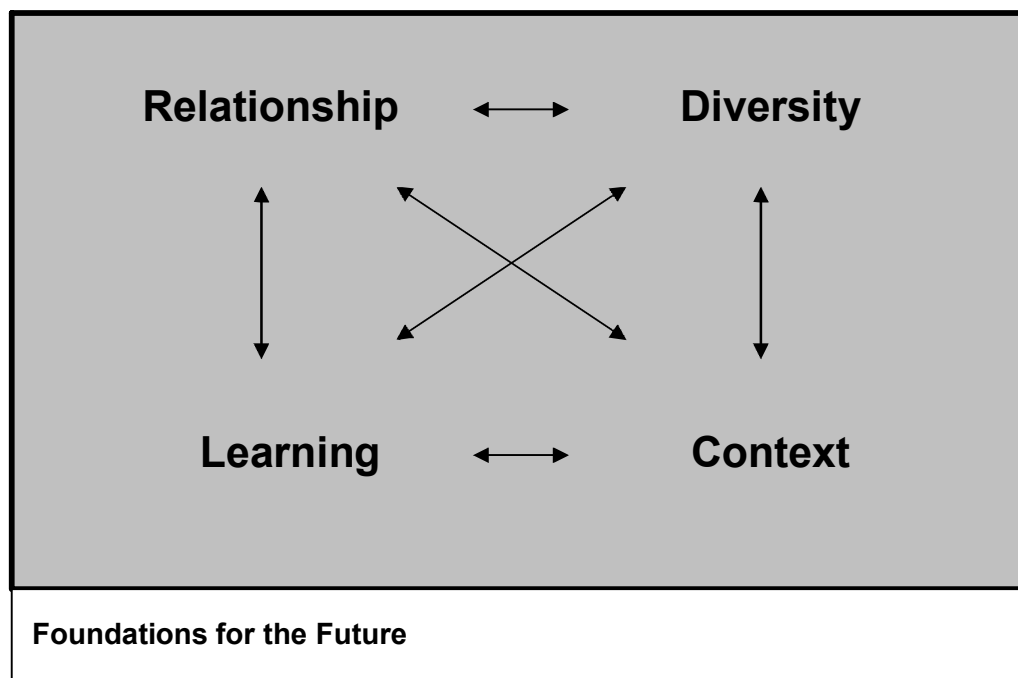 Relationship Diversity
Learning Context
Foundations for the Future